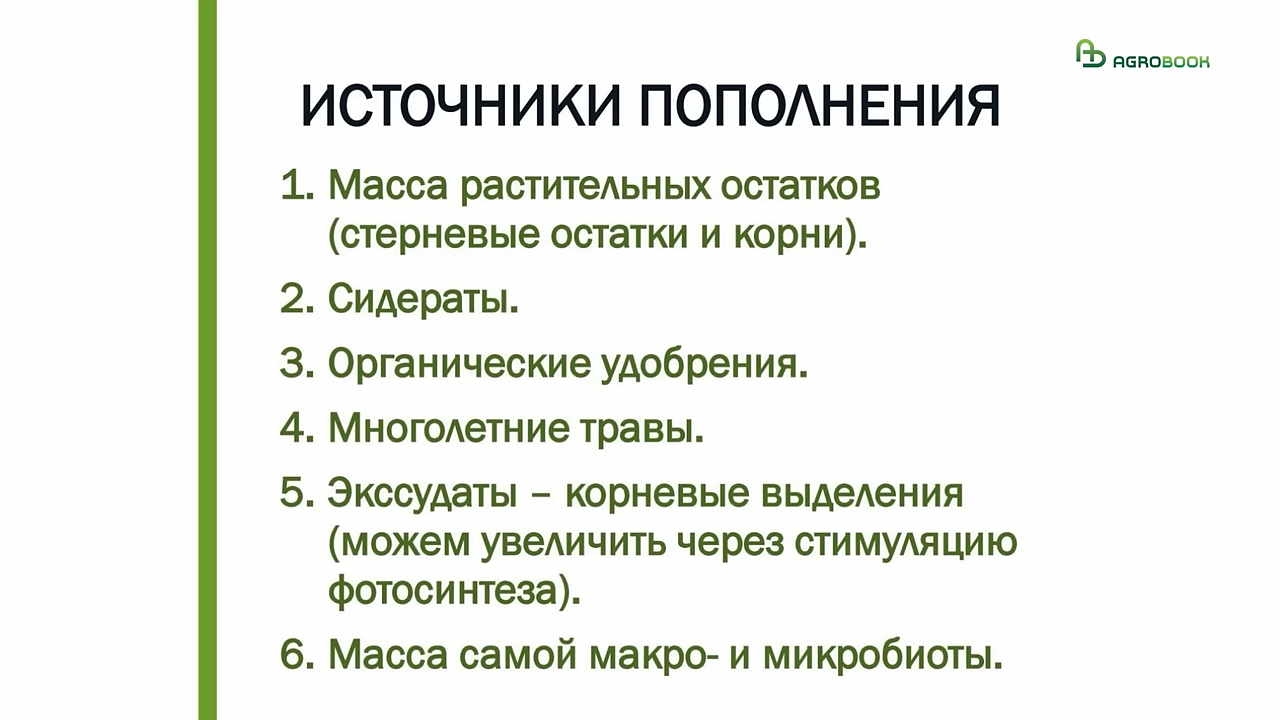 AGROBOOK
ИСТОЧНИКИ ПОПОЛНЕНИЯ
1. Масса растительных остатков
(стерневые остатки и корни).
2. Сидераты.
3. Органические удобрения.
4. Многолетние травы.
5. Экссудаты – корневые выделения
(можем увеличить через стимуляцию
фотосинтеза).
6. Масса самой макро- и микробиоты.